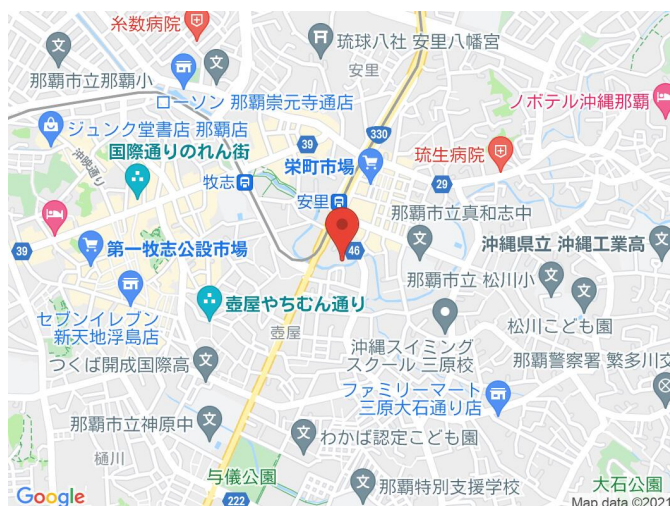 糸数病院
琉球八社 安里八幡宮
那覇市立那覇小
安里
ローソン 那覇崇元寺通店
ノボテル沖縄那覇
ジュンク堂書店 那覇店
沖映通り
39
330
国際通りのれん街
栄町市場
琉生病院
牧志
29
安里
那覇市立真和志中
39
第一牧志公設市場
46
沖縄県立 沖縄工業高
那覇市立 松川小
セブンイレブン
新天地浮島店
壺屋やちむん通り
壺屋
沖縄スイミング
スクール 三原校
松川こども園
つくば開成国際高
那覇警察署 繁多川交
ファミリーマート
三原大石通り店
那覇市立神原中
わかば認定こども園
樋川
与儀公園
222
那覇特別支援学校
大石公園
Google
Map data ©2021